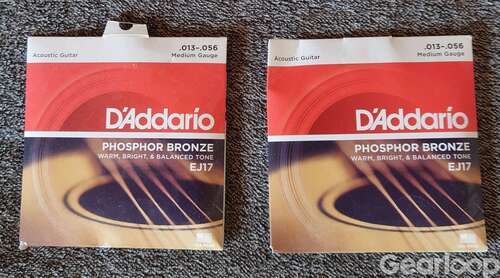 .013–.056
Acoustic Guitar
Medium Gauge
D'Addario
PHOSPHOR BRONZE
WARM, BRIGHT, & BALANCED TONE
EJ17
.013–.056
Acoustic Guitar
Medium Gauge
D'Addario
PHOSPHOR BRONZE
WARM, BRIGHT, & BALANCED TONE
EJ17
Gearloon